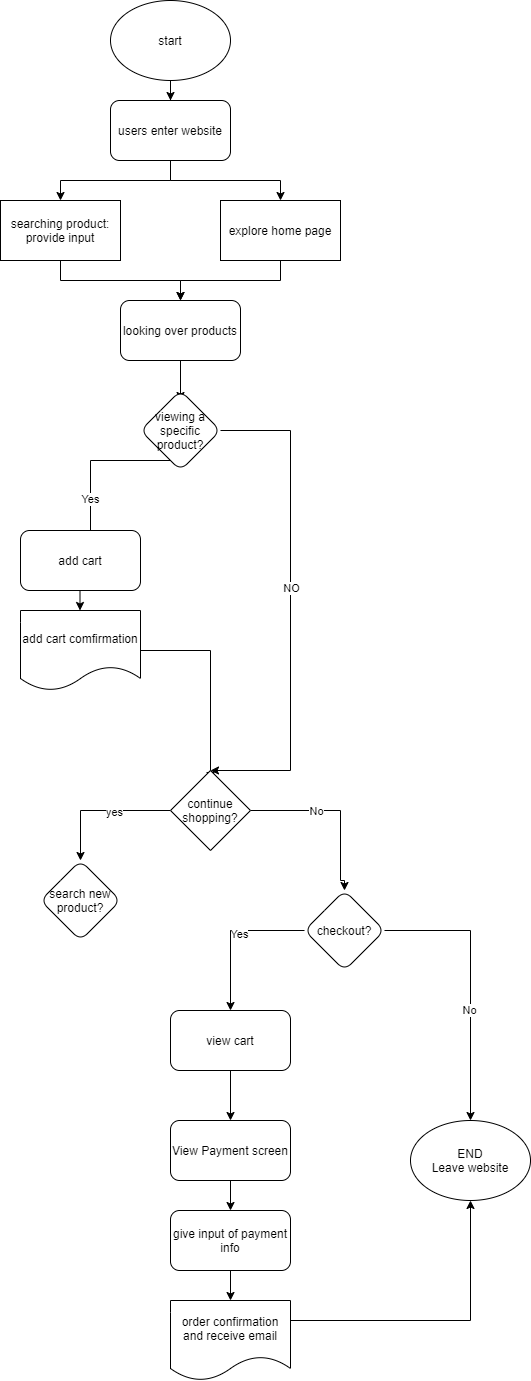 start
users enter website
searching product:
provide input
explore home page
looking over products
viewing a
specific
product?
Yes
add cart
NO
add cart comfirmation
continue
shopping?
yes
No
search new
product?
checkout?
Yes
No
view cart
View Payment screen
END
Leave website
give input of payment
info
order confirmation
and receive email